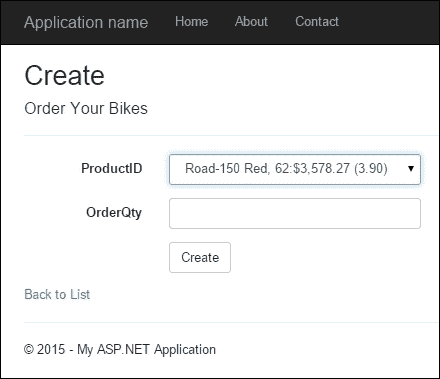 Application name Home About Contact
Create
Order Your Bikes
ProductID Road-150 Red, 62:$3,578.27 (3.90)
OrderQty
Create
Back to List
© 2015 - My ASP.NET Application